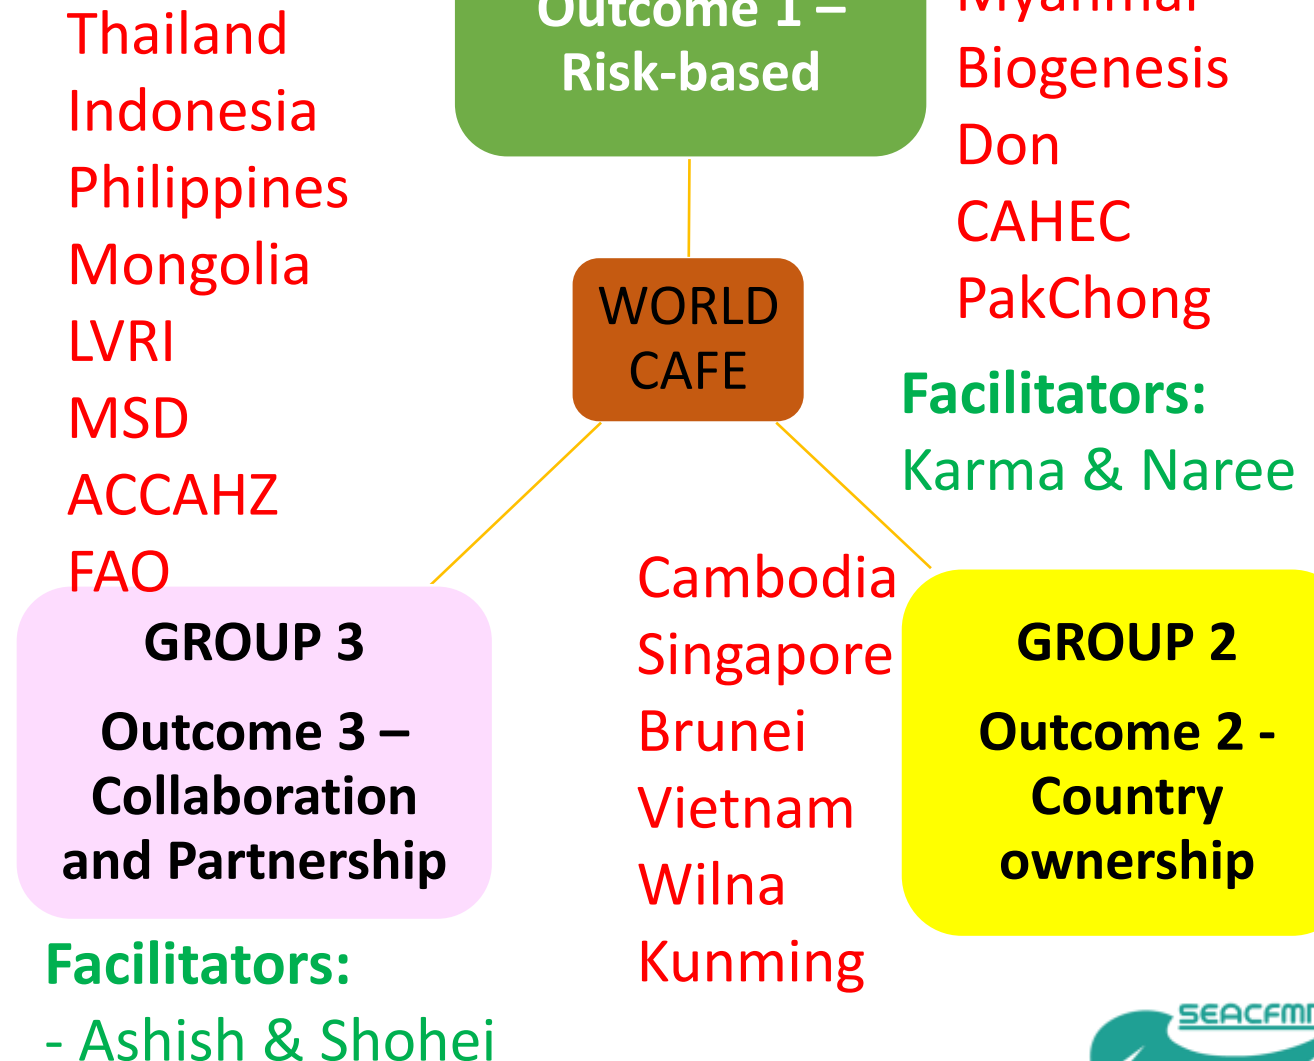 Thailand
Indonesia
Philippines
Mongolia
LVRI
MSD
ACCAHZ
FAO
Outcome 1 –
Risk-based
Myanmar
Biogenesis
Don
CAHEC
PakChong
Facilitators:
Karma & Naree
WORLD
CAFE
GROUP 3
Outcome 3 –
Collaboration
and Partnership
Facilitators:
- Ashish & Shohei
Cambodia
Singapore
Brunei
Vietnam
Wilna
Kunming
GROUP 2
Outcome 2 -
Country
ownership